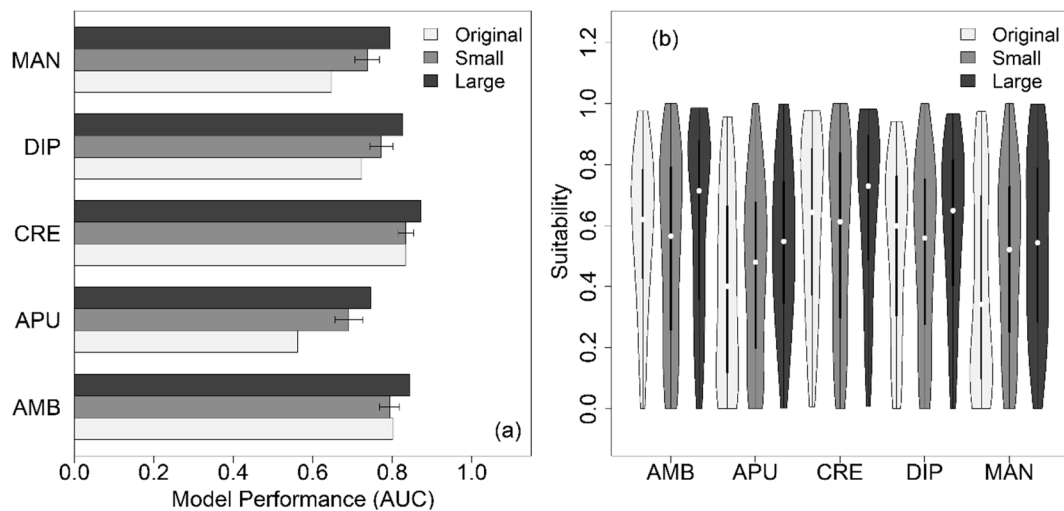 MAN
DIP
CRE
APU
AMB
Original
Small
Large
(a)
0.0 0.2 0.4 0.6 0.8 1.0
Model Performance (AUC)
(b)
Original
Small
Large
Suitability
1.2
1.0
0.8
0.6
0.4
0.2
0.0
AMB APU CRE DIP MAN